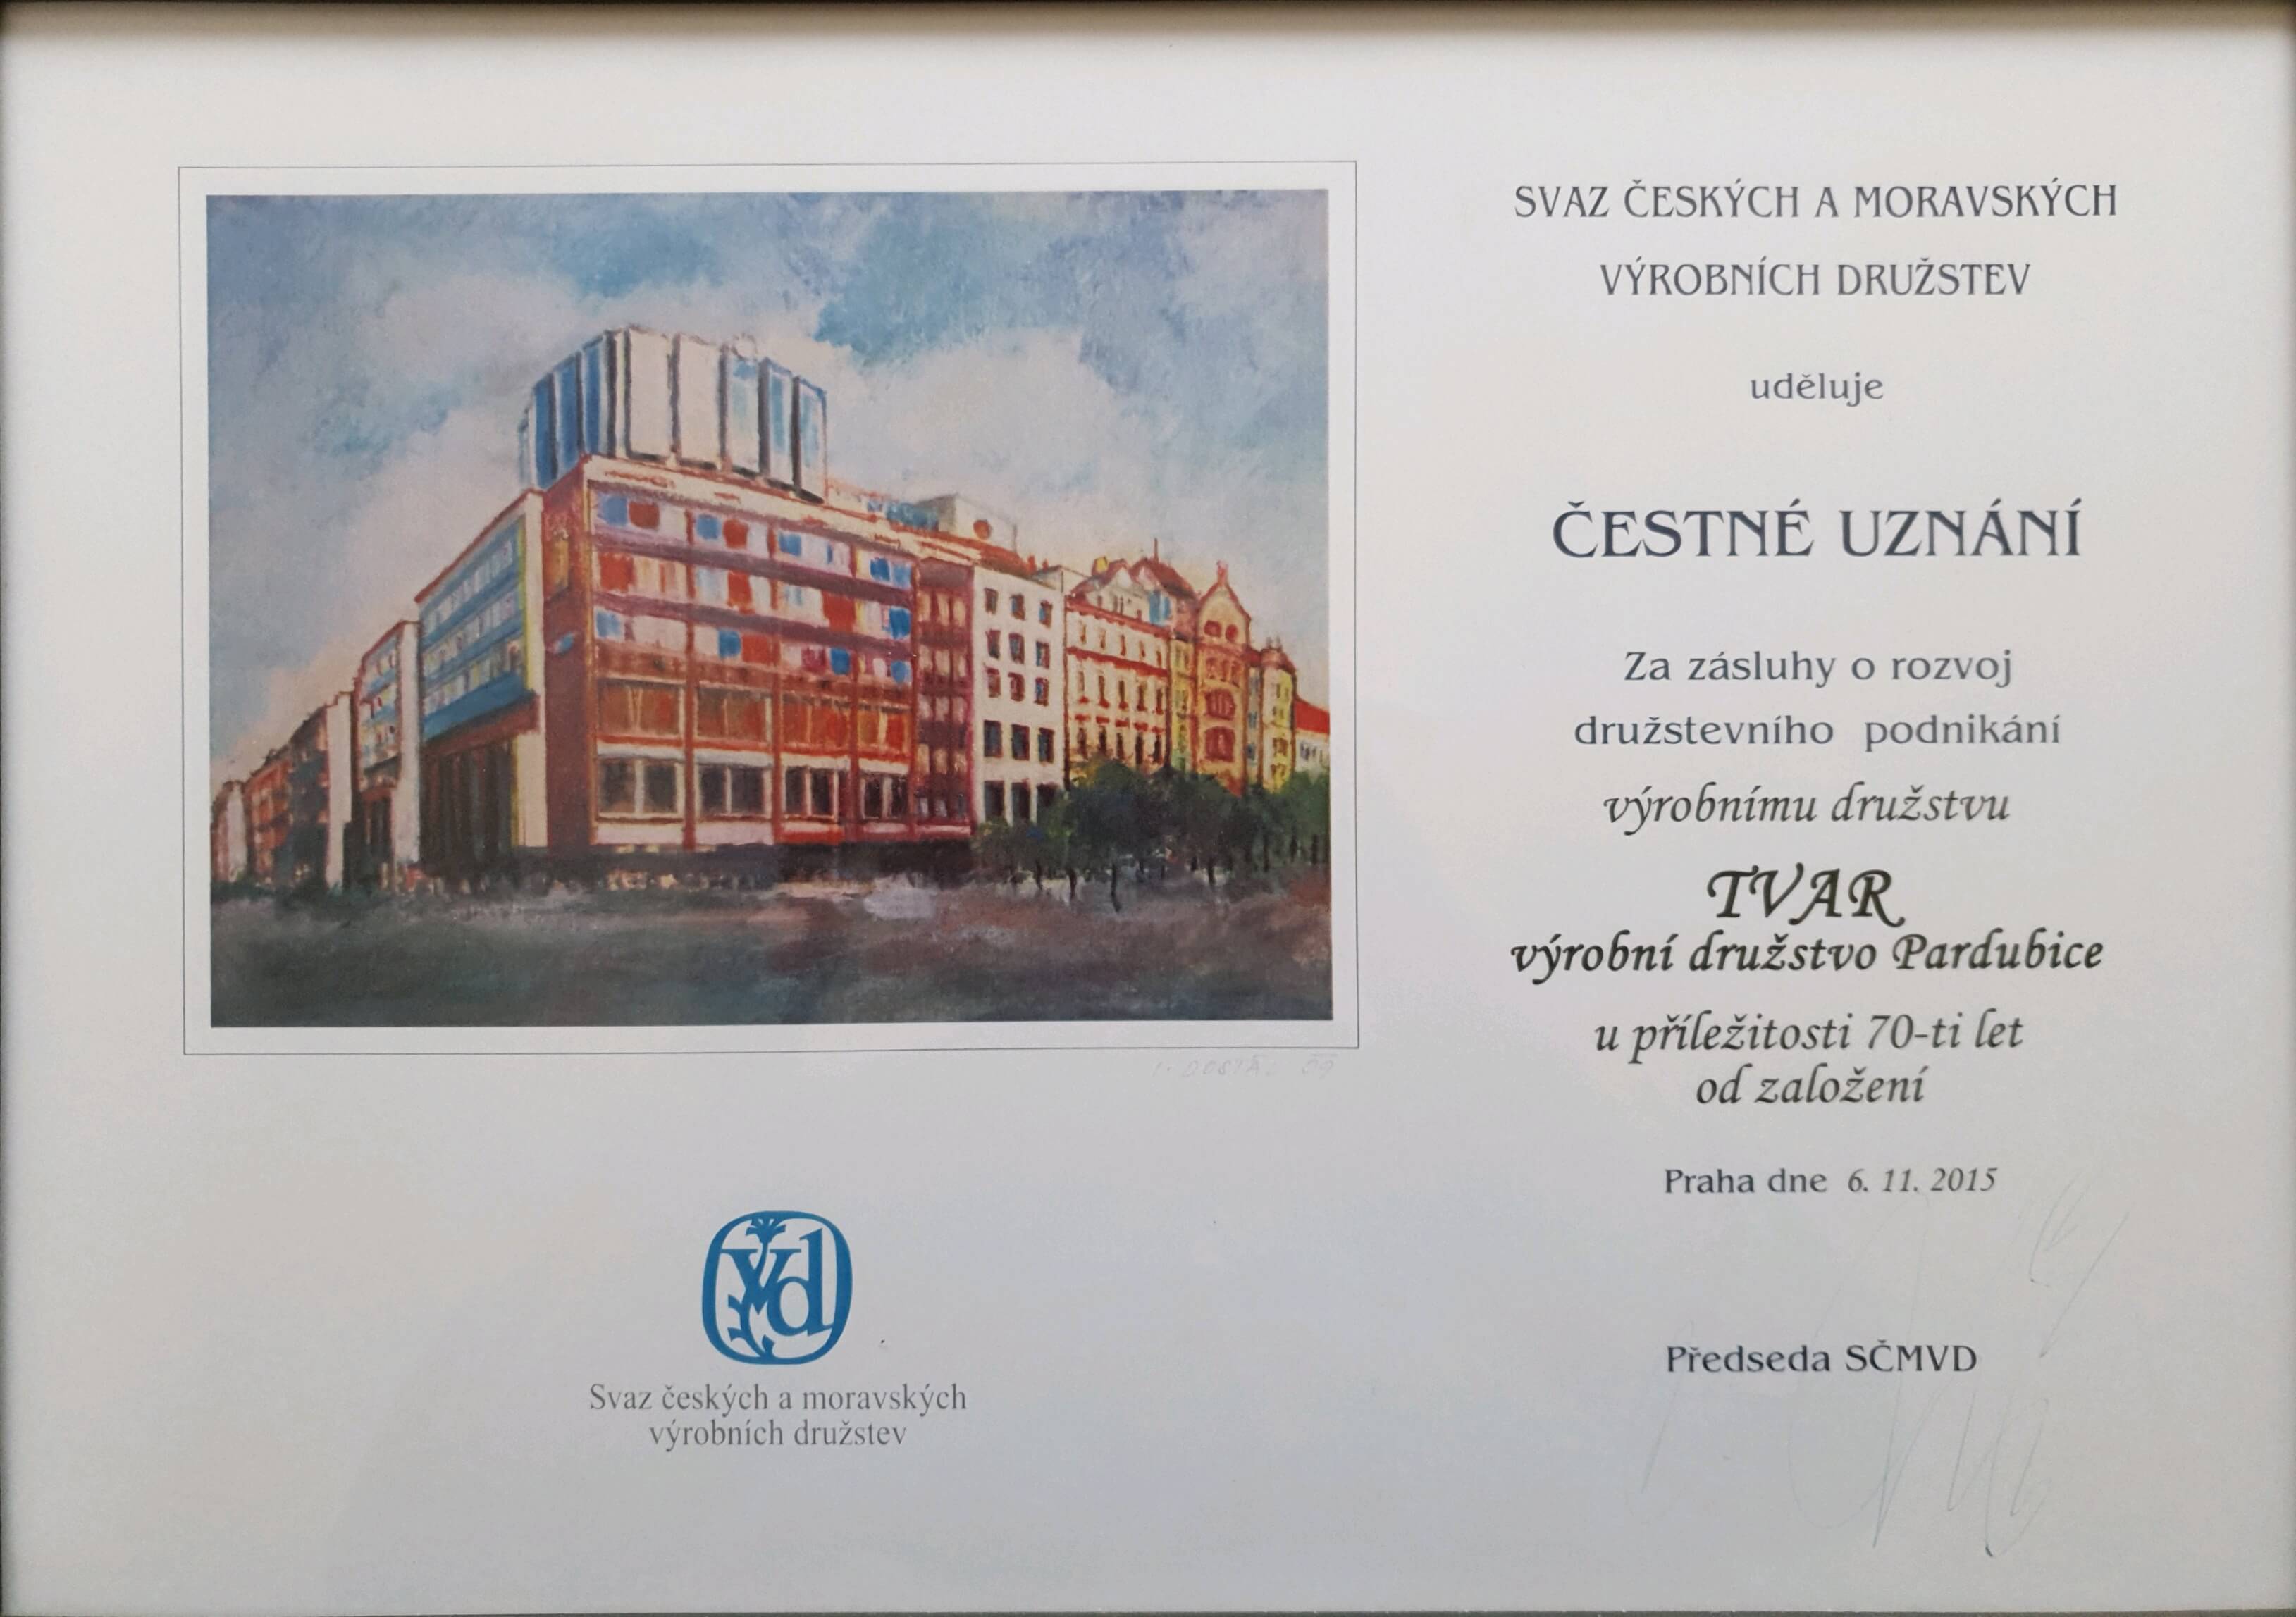 SVAZ ČESKÝCH A MORAVSKÝCH
VÝROBNÍCH DRUŽSTEV
uděluje
ČESTNÉ UZNÁNÍ
Za zásluhy o rozvoj
družstevního podnikání
výrobnímu družstvu
TVAR
výrobní družstvo Pardubice
u příležitosti 70-ti let
od založení
Praha dne 6. 11. 2015
Předseda SČMVD
vd
Svaz českých a moravských
výrobních družstev